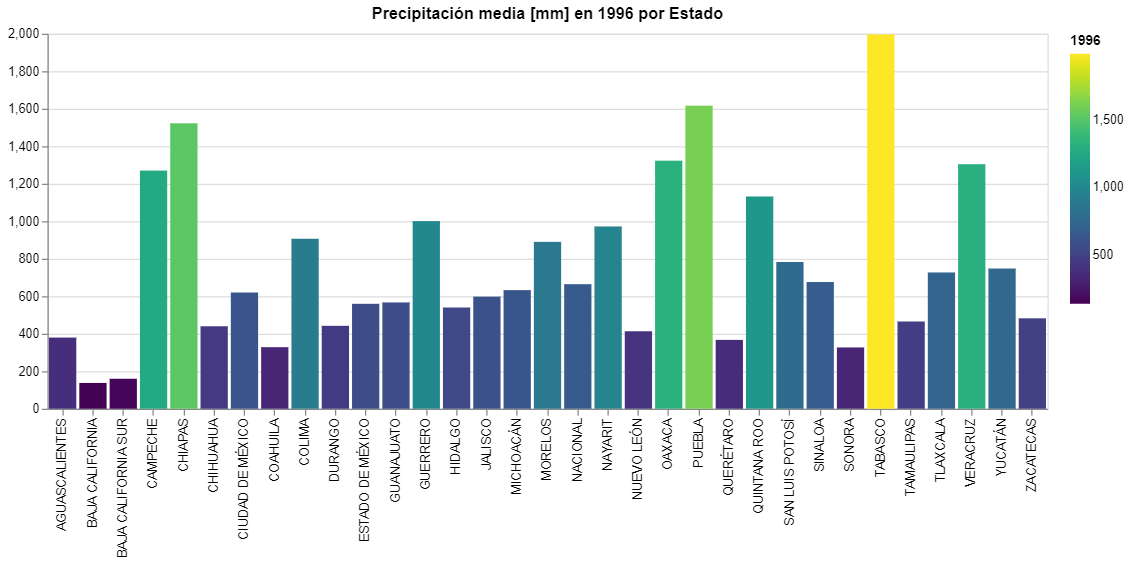 Precipitación media [mm] en 1996 por Estado
2,000
1,800
1,600
1,400
1,200
1,000
800
600
400
200
0
AGUASCALIENTES
BAJA CALIFORNIA
BAJA CALIFORNIA SUR
CAMPECHE
CHIAPAS
CHIHUAHUA
CIUDAD DE MÉXICO
COAHUILA
COLIMA
DURANGO
ESTADO DE MÉXICO
GUANAJUATO
GUERRERO
HIDALGO
JALISCO
MICHOACÁN
MORELOS
NACIONAL
NAYARIT
NUEVO LEÓN
OAXACA
PUEBLA
QUERÉTARO
QUINTANA ROO
SAN LUIS POTOSÍ
SINALOA
SONORA
TABASCO
TAMAULIPAS
TLAXCALA
VERACRUZ
YUCATÁN
ZACATECAS
1996
1,500
1,000
500